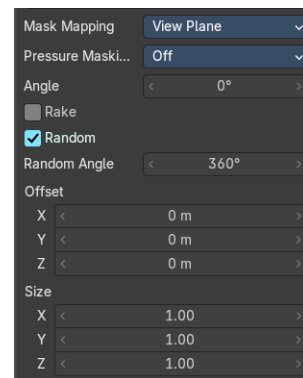 Mask Mapping View Plane
Pressure Maski... Off
Angle 0°
Rake
Random
Random Angle 360°
Offset
X 0 m
Y 0 m
Z 0 m
Size
X 1.00
Y 1.00
Z 1.00